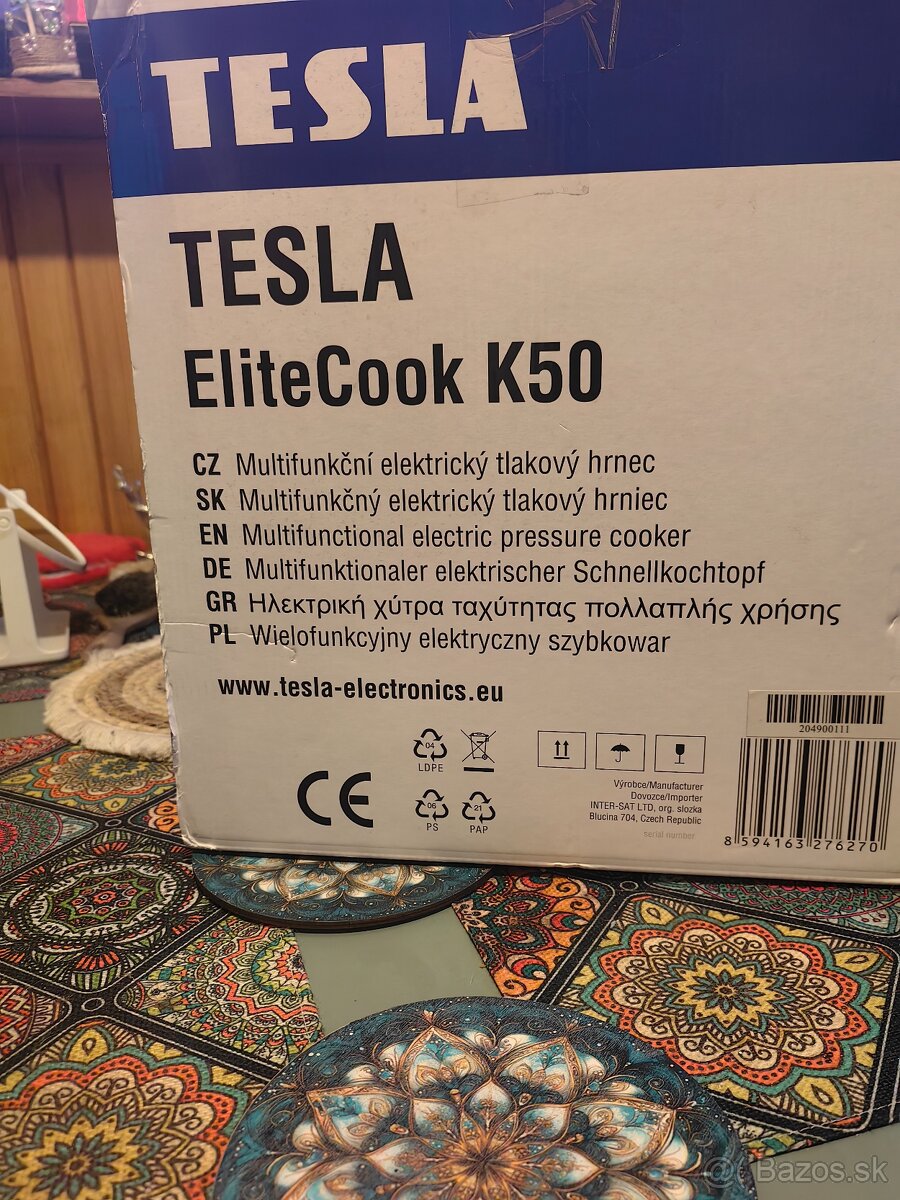 TESLA
TESLA
EliteCook K50
CZ Multifunkční elektrický tlakový hrnec
SK Multifunkčný elektrický tlakový hrniec
EN Multifunctional electric pressure cooker
DE Multifunktionaler elektrischer Schnellkochtopf
GR Ηλεκτρική χύτρα ταχύτητας πολλαπλής χρήσης
PL Wielofunkcyjny elektryczny szybkowar
www.tesla-electronics.eu
204900111
04
LDPE
06
PS
21
PAP
CE
Výrobce/Manufacturer
Dovozce/Importer
INTER-SAT LTD, org. slozka
Blucina 704, Czech Republic
serial number
8 594163 276270
Bazos.sk